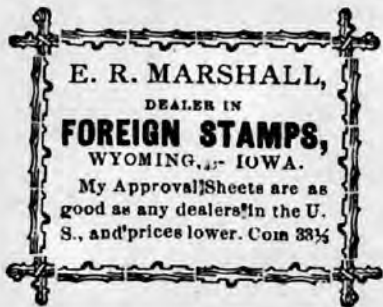 E. R. MARSHALL,
DEALER IN
FOREIGN STAMPS,
WYOMING, -:- IOWA.
My Approval Sheets are as
good as any dealers' in the U.
S., and prices lower. Com 33⅓